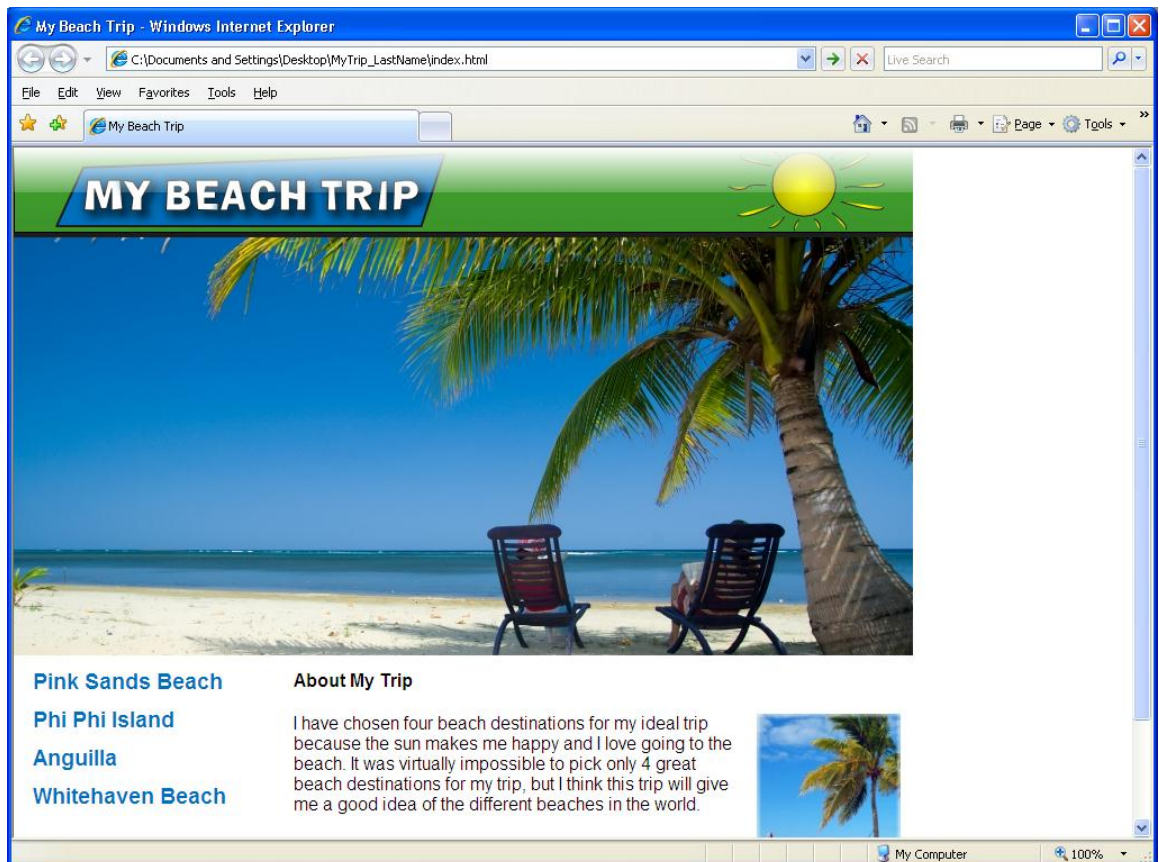 My Beach Trip - Windows Internet Explorer
C:\Documents and Settings\Desktop\MyTrip_LastName\index.html
Live Search
File Edit View Favorites Tools Help
My Beach Trip
Page Tools
MY BEACH TRIP
Pink Sands Beach
Phi Phi Island
Anguilla
Whitehaven Beach
About My Trip
I have chosen four beach destinations for my ideal trip
because the sun makes me happy and I love going to the
beach. It was virtually impossible to pick only 4 great
beach destinations for my trip, but I think this trip will give
me a good idea of the different beaches in the world.
My Computer
100%